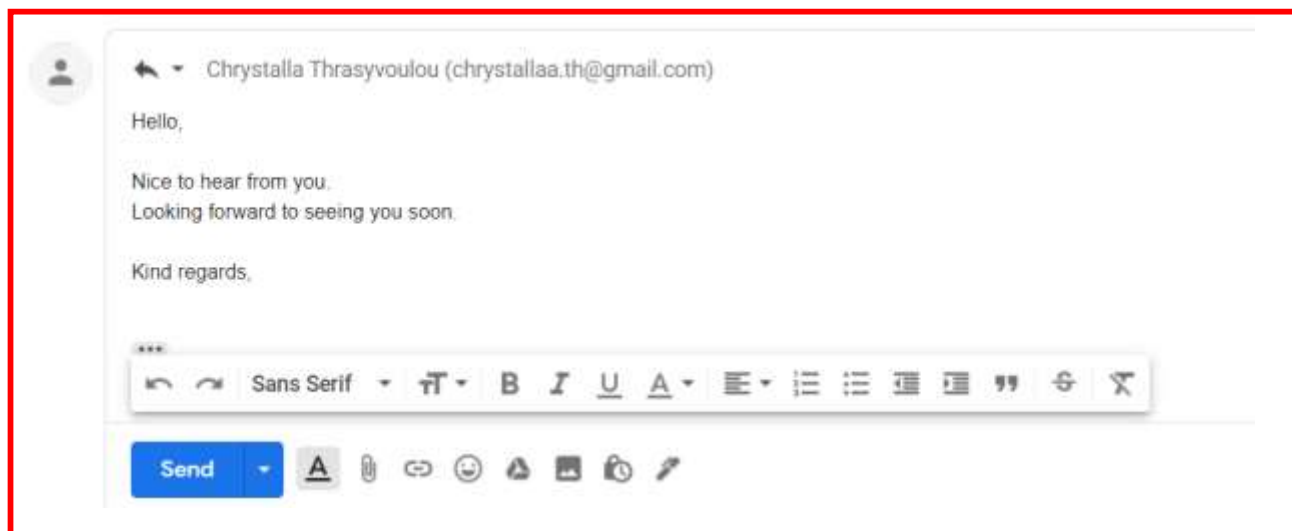 Chrystalla Thrasyvoulou (chrystallaa.th@gmail.com)
Hello,
Nice to hear from you.
Looking forward to seeing you soon.
Kind regards,
Sans Serif
Send